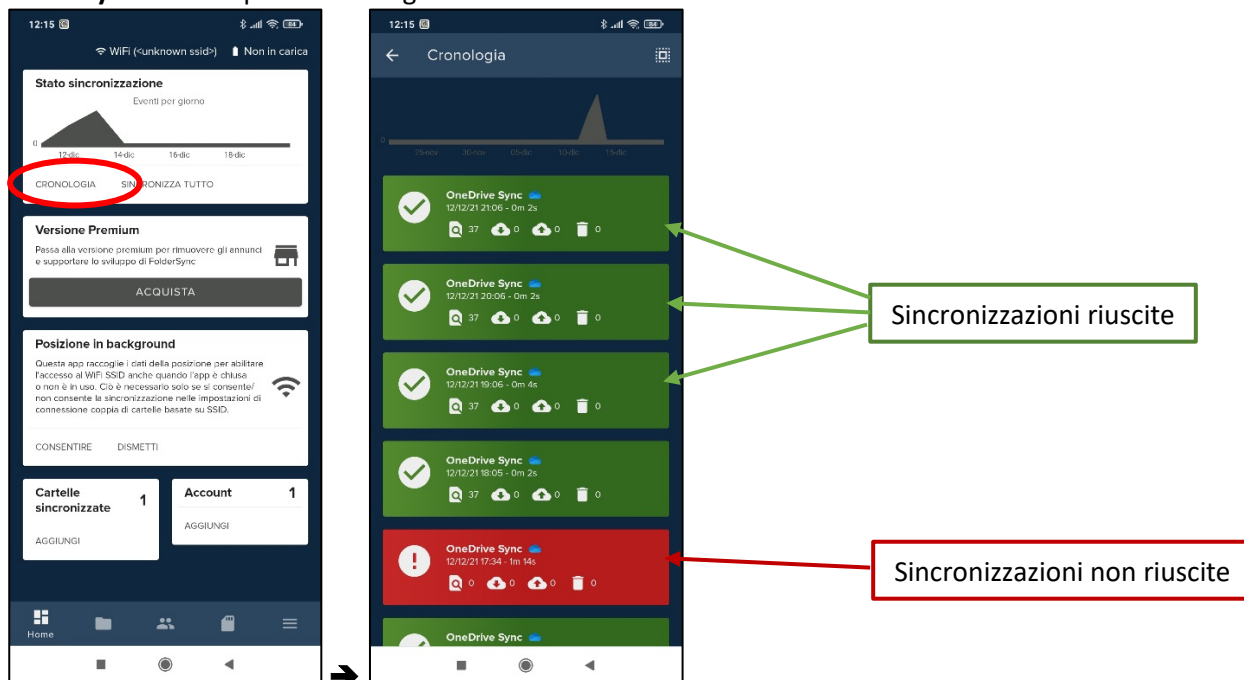 12:15
84
WiFi (<unknown ssid>) Non in carica
Stato sincronizzazione
Eventi per giorno
0
12-dic 14-dic 16-dic 18-dic
CRONOLOGIA SINCRONIZZA TUTTO
Versione Premium
Passa alla versione premium per rimuovere gli annunci
e supportare lo sviluppo di FolderSync
ACQUISTA
Posizione in background
Questa app raccoglie i dati della posizione per abilitare
l'accesso al WiFi SSID anche quando l'app è chiusa
o non è in uso. Ciò è necessario solo se si consente/
non consente la sincronizzazione nelle impostazioni di
connessione coppia di cartelle basate su SSID.
CONSENTIRE DISMETTI
Cartelle
sincronizzate
1
AGGIUNGI
Account 1
AGGIUNGI
Home
12:15
84
Cronologia
0
25-nov 30-nov 05-dic 10-dic 15-dic
OneDrive Sync
12/12/21 21:06 - 0m 2s
37 0 0 0
OneDrive Sync
12/12/21 20:06 - 0m 2s
37 0 0 0
OneDrive Sync
12/12/21 19:06 - 0m 4s
37 0 0 0
OneDrive Sync
12/12/21 18:05 - 0m 2s
37 0 0 0
OneDrive Sync
12/12/21 17:34 - 1m 14s
0 0 0 0
OneDrive Sync
Sincronizzazioni riuscite
Sincronizzazioni non riuscite